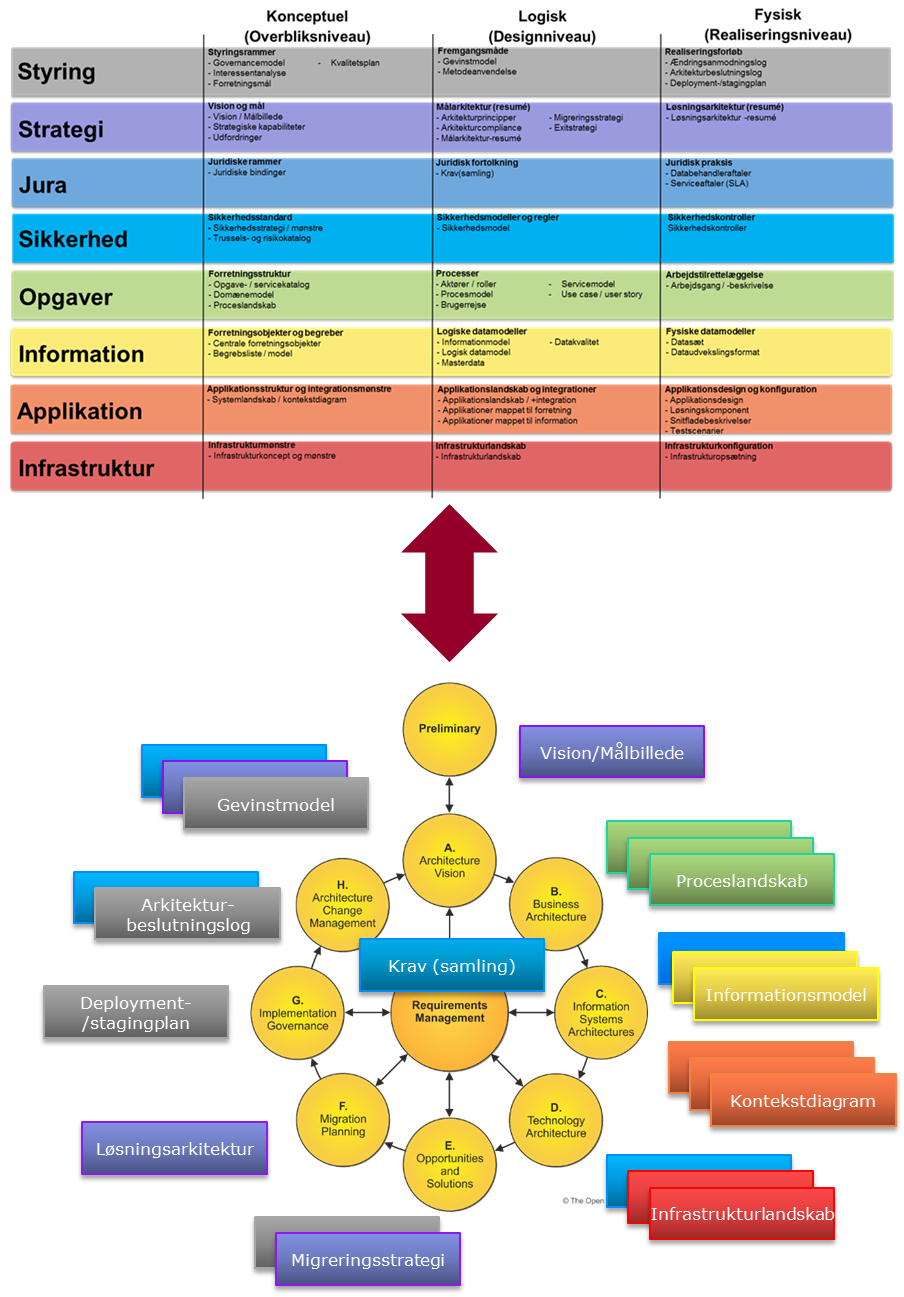 Konceptuel
(Overbliksniveau)
Logisk
(Designniveau)
Fysisk
(Realiseringsniveau)
Styring
Styringsrammer
- Governancemodel - Kvalitetsplan
- Interessentanalyse
- Forretningsmål
Fremgangsmåde
- Gevinstmodel
- Metodeanvendelse
Realiseringsforløb
- Ændringsanmodningslog
- Arkitekturbeslutningslog
- Deployment-/stagingplan
Strategi
Vision og mål
- Vision / Målbillede
- Strategiske kapabiliteter
- Udfordringer
Målarkitektur (resumé)
- Arkitekturprincipper - Migreringsstrategi
- Arkitekturcompliance - Exitstrategi
- Målarkitektur-resumé
Løsningsarkitektur (resumé)
- Løsningsarkitektur -resumé
Jura
Juridiske rammer
- Juridiske bindinger
Juridisk fortolkning
- Krav(samling)
Juridisk praksis
- Databehandleraftaler
- Serviceaftaler (SLA)
Sikkerhed
Sikkerhedsstandard
- Sikkerhedsstrategi / mønstre
- Trussels- og risikokatalog
Sikkerhedsmodeller og regler
- Sikkerhedsmodel
Sikkerhedskontroller
Sikkerhedskontroller
Opgaver
Forretningsstruktur
- Opgave- / servicekatalog
- Domænemodel
- Proceslandskab
Processer
- Aktører / roller - Servicemodel
- Procesmodel - Use case / user story
- Brugerrejse
Arbejdstilrettelæggelse
- Arbejdsgang / -beskrivelse
Information
Forretningsobjekter og begreber
- Centrale forretningsobjekter
- Begrebsliste / model
Logiske datamodeller
- Informationmodel - Datakvalitet
- Logisk datamodel
- Masterdata
Fysiske datamodeller
- Datasæt
- Dataudvekslingsformat
Applikation
Applikationsstruktur og integrationsmønstre
- Systemlandskab / kontekstdiagram
Applikationslandskab og integrationer
- Applikationslandskab / +integration
- Applikationer mappet til forretning
- Applikationer mappet til information
Applikationsdesign og konfiguration
- Applikationsdesign
- Løsningskomponent
- Snitfladebeskrivelser
- Testscenarier
Infrastruktur
Infrastrukturmønstre
- Infrastrukturkoncept og mønstre
Infrastrukturlandskab
- Infrastrukturlandskab
Infrastrukturkonfiguration
- Infrastrukturopsætning
Preliminary
Vision/Målbillede
Gevinstmodel
A.
Architecture
Vision
Proceslandskab
H.
Architecture
Change
Management
B.
Business
Architecture
Arkitektur-
beslutningslog
Krav (samling)
Informationsmodel
Deployment-
/stagingplan
G.
Implementation
Governance
Requirements
Management
C.
Information
Systems
Architectures
Kontekstdiagram
F.
Migration
Planning
D.
Technology
Architecture
Løsningsarkitektur
E.
Opportunities
and
Solutions
© The Open
Infrastrukturlandskab
Migreringsstrategi